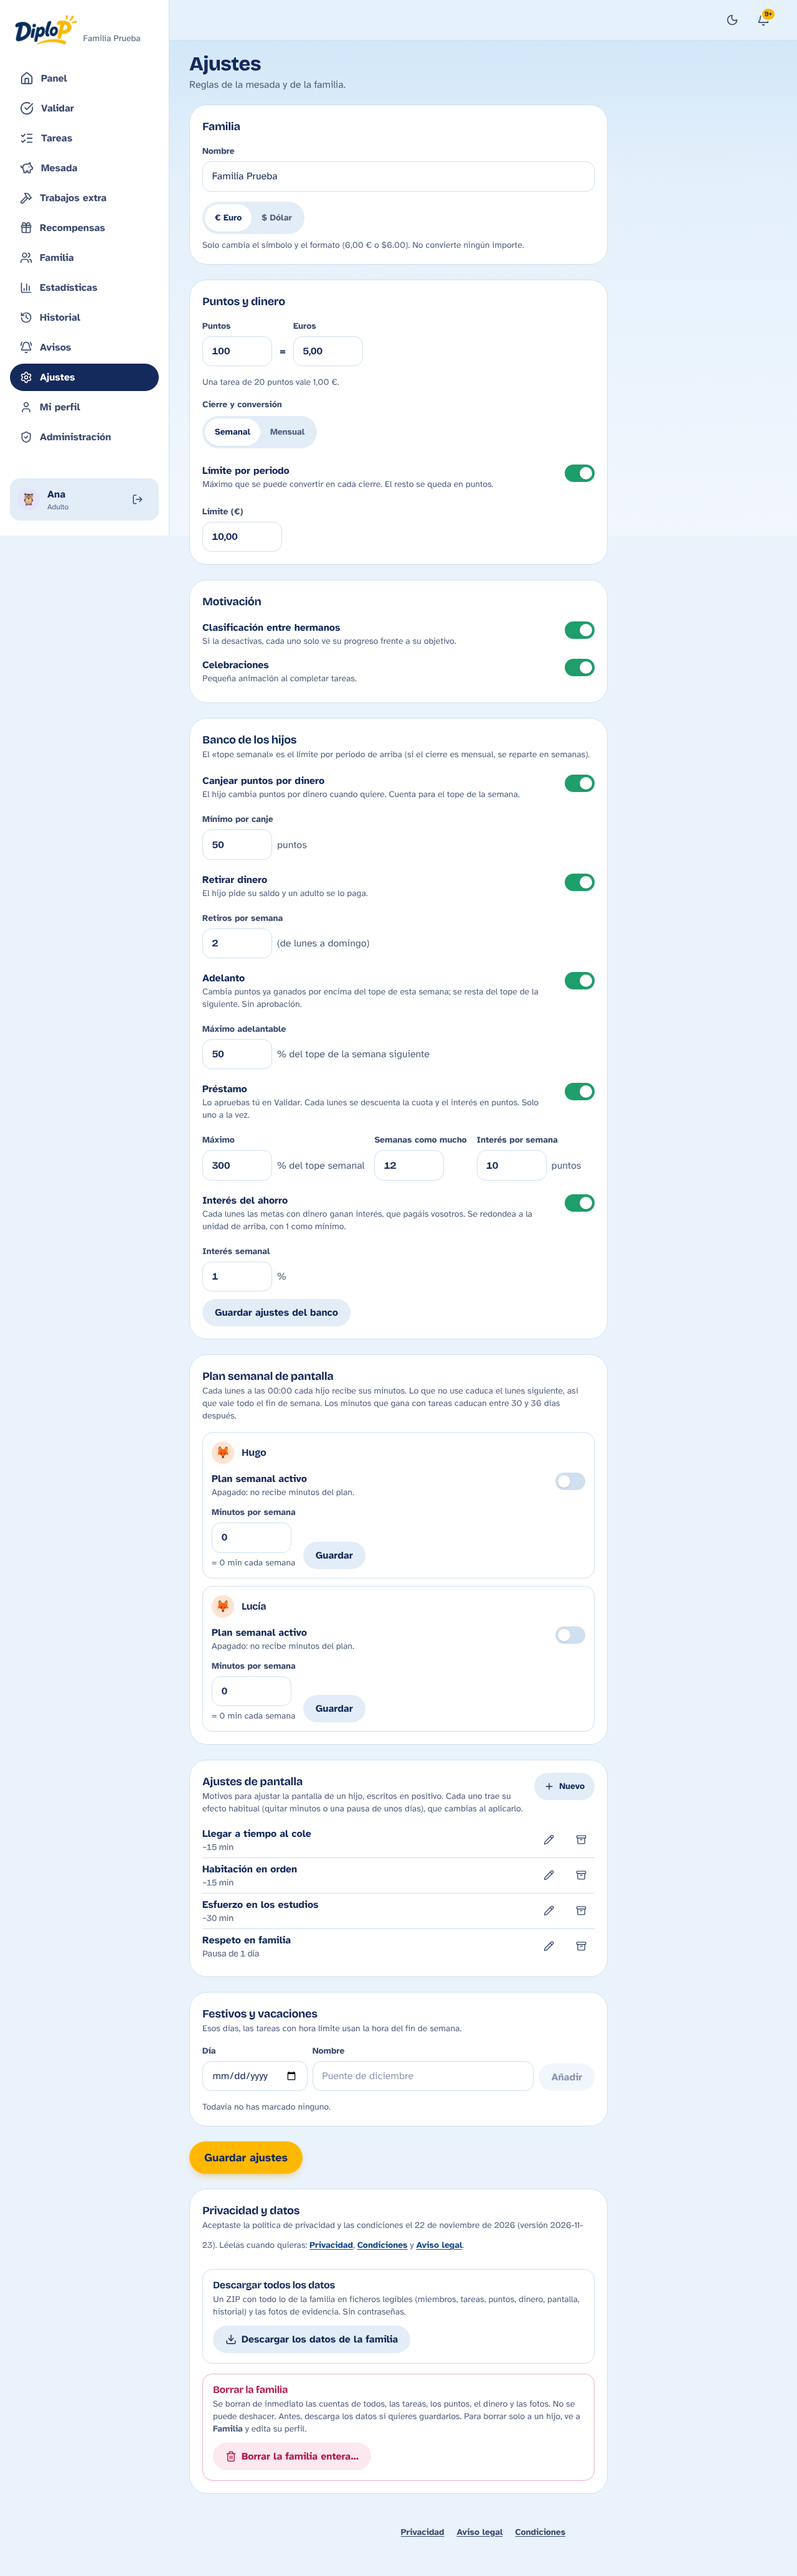 DiploP
Familia Prueba
9+
Panel
Validar
Tareas
Mesada
Trabajos extra
Recompensas
Familia
Estadísticas
Historial
Avisos
Ajustes
Mi perfil
Administración
Ana
Adulto
Ajustes
Reglas de la mesada y de la familia.
Familia
Nombre
Familia Prueba
€ Euro
$ Dólar
Solo cambia el símbolo y el formato (6,00 € o $6.00). No convierte ningún importe.
Puntos y dinero
Puntos
Euros
100
=
5,00
Una tarea de 20 puntos vale 1,00 €.
Cierre y conversión
Semanal
Mensual
Límite por periodo
Máximo que se puede convertir en cada cierre. El resto se queda en puntos.
Límite (€)
10,00
Motivación
Clasificación entre hermanos
Si la desactivas, cada uno solo ve su progreso frente a su objetivo.
Celebraciones
Pequeña animación al completar tareas.
Banco de los hijos
El «tope semanal» es el límite por periodo de arriba (si el cierre es mensual, se reparte en semanas).
Canjear puntos por dinero
El hijo cambia puntos por dinero cuando quiere. Cuenta para el tope de la semana.
Mínimo por canje
50 puntos
Retirar dinero
El hijo pide su saldo y un adulto se lo paga.
Retiros por semana
2 (de lunes a domingo)
Adelanto
Cambia puntos ya ganados por encima del tope de esta semana; se resta del tope de la
siguiente. Sin aprobación.
Máximo adelantable
50 % del tope de la semana siguiente
Préstamo
Lo apruebas tú en Validar. Cada lunes se descuenta la cuota y el interés en puntos. Solo
uno a la vez.
Máximo
Semanas como mucho
Interés por semana
300 % del tope semanal
12
10 puntos
Interés del ahorro
Cada lunes las metas con dinero ganan interés, que pagáis vosotros. Se redondea a la
unidad de arriba, con 1 como mínimo.
Interés semanal
1 %
Guardar ajustes del banco
Plan semanal de pantalla
Cada lunes a las 00:00 cada hijo recibe sus minutos. Lo que no use caduca el lunes siguiente, así
que vale todo el fin de semana. Los minutos que gana con tareas caducan entre 30 y 36 días
después.
Hugo
Plan semanal activo
Apagado: no recibe minutos del plan.
Minutos por semana
0
= 0 min cada semana
Guardar
Lucía
Plan semanal activo
Apagado: no recibe minutos del plan.
Minutos por semana
0
= 0 min cada semana
Guardar
Ajustes de pantalla
+ Nuevo
Motivos para ajustar la pantalla de un hijo, escritos en positivo. Cada uno trae su
efecto habitual (quitar minutos o una pausa de unos días), que cambias al aplicarlo.
Llegar a tiempo al cole
−15 min
Habitación en orden
−15 min
Esfuerzo en los estudios
−30 min
Respeto en familia
Pausa de 1 día
Festivos y vacaciones
Esos días, las tareas con hora límite usan la hora del fin de semana.
Día
Nombre
mm/dd/yyyy
Puente de diciembre
Añadir
Todavía no has marcado ninguno.
Guardar ajustes
Privacidad y datos
Aceptaste la política de privacidad y las condiciones el 22 de noviembre de 2026 (versión 2026-11-
23). Léelas cuando quieras: Privacidad, Condiciones y Aviso legal.
Descargar todos los datos
Un ZIP con todo lo de la familia en ficheros legibles (miembros, tareas, puntos, dinero, pantalla,
historial) y las fotos de evidencia. Sin contraseñas.
Descargar los datos de la familia
Borrar la familia
Se borran de inmediato las cuentas de todos, las tareas, los puntos, el dinero y las fotos. No se
puede deshacer. Antes, descarga los datos si quieres guardarlos. Para borrar solo a un hijo, ve a
Familia y edita su perfil.
Borrar la familia entera…
Privacidad
Aviso legal
Condiciones